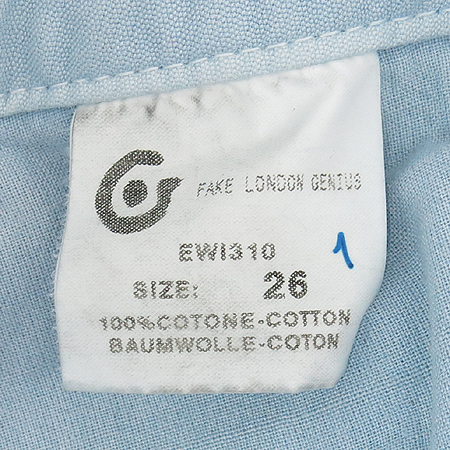 FAKE LONDON GENIUS
EWI310
1
SIZE: 26
100%COTONE-COTTON
BAUMWOLLE-COTON